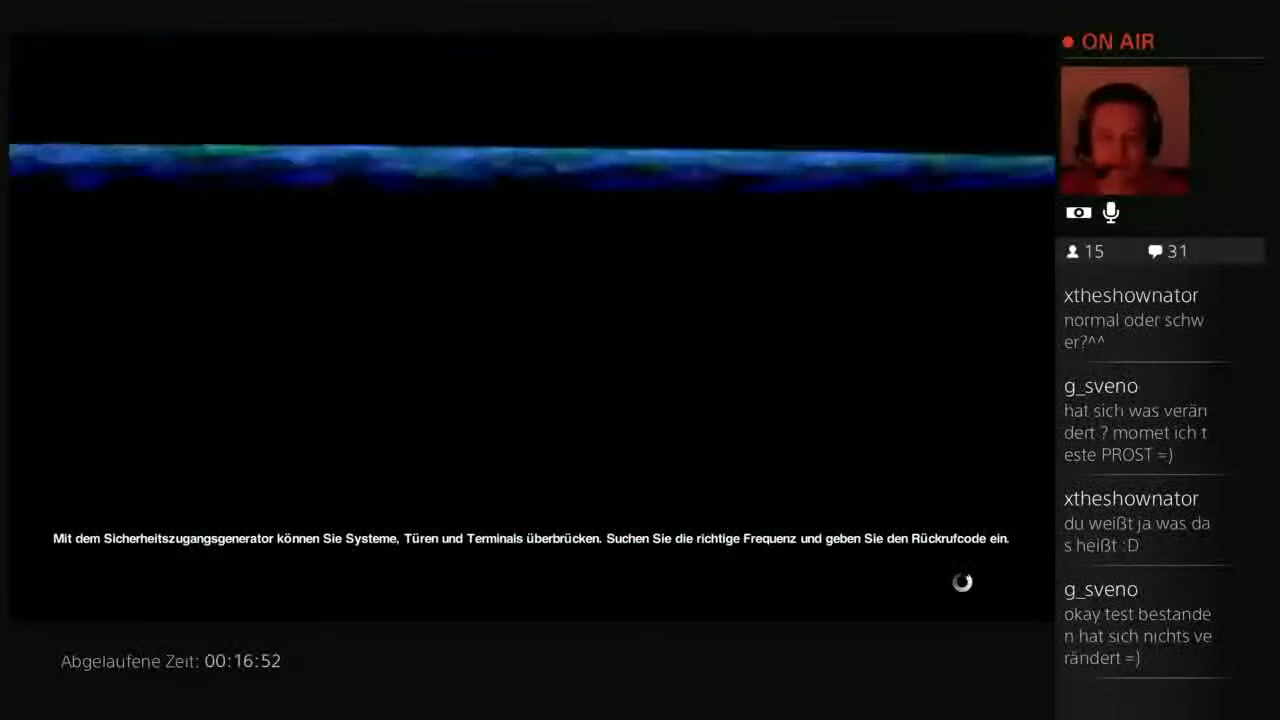 ON AIR
15 31
xtheshownator
normal oder schw
er?^^
g_sveno
hat sich was verän
dert ? momet ich t
este PROST =)
xtheshownator
du weißt ja was da
s heißt :D
g_sveno
okay test bestande
n hat sich nichts ve
rändert =)
Mit dem Sicherheitszugangsgenerator können Sie Systeme, Türen und Terminals überbrücken. Suchen Sie die richtige Frequenz und geben Sie den Rückrufcode ein.
Abgelaufene Zeit: 00:16:52